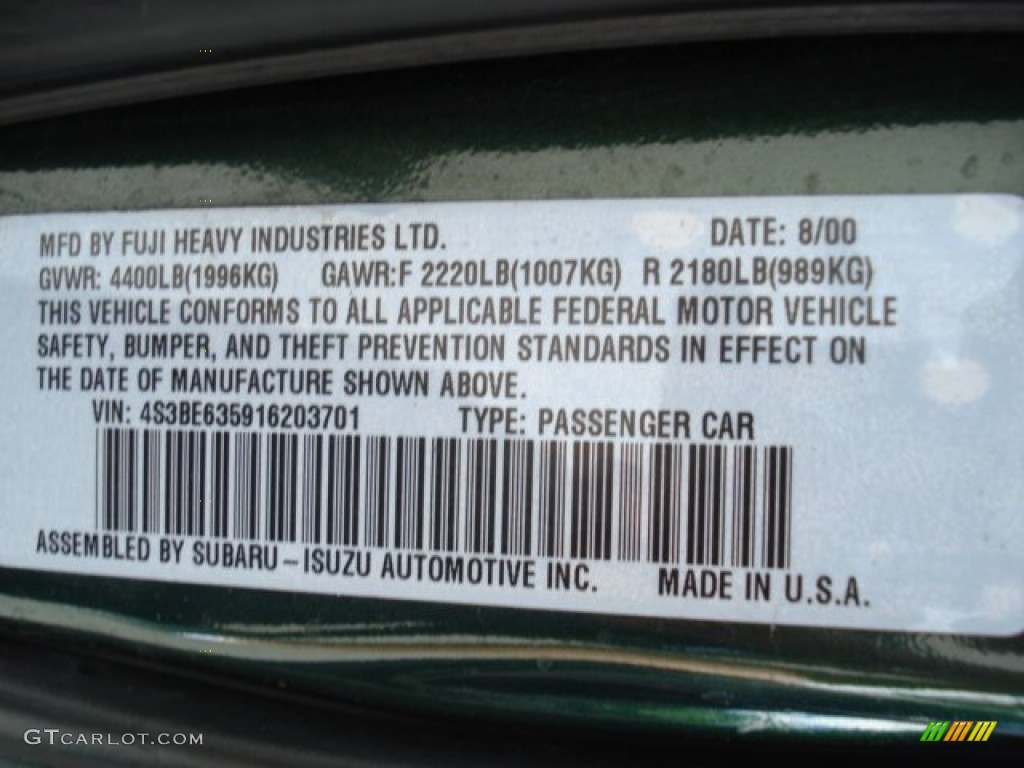 MFD BY FUJI HEAVY INDUSTRIES LTD. DATE: 8/00
GVWR: 4400LB(1996KG) GAWR:F 2220LB(1007KG) R 2180LB(989KG)
THIS VEHICLE CONFORMS TO ALL APPLICABLE FEDERAL MOTOR VEHICLE
SAFETY, BUMPER, AND THEFT PREVENTION STANDARDS IN EFFECT ON
THE DATE OF MANUFACTURE SHOWN ABOVE.
VIN: 4S3BE635916203701 TYPE: PASSENGER CAR
ASSEMBLED BY SUBARU-ISUZU AUTOMOTIVE INC. MADE IN U.S.A.
GTCARLOT.COM